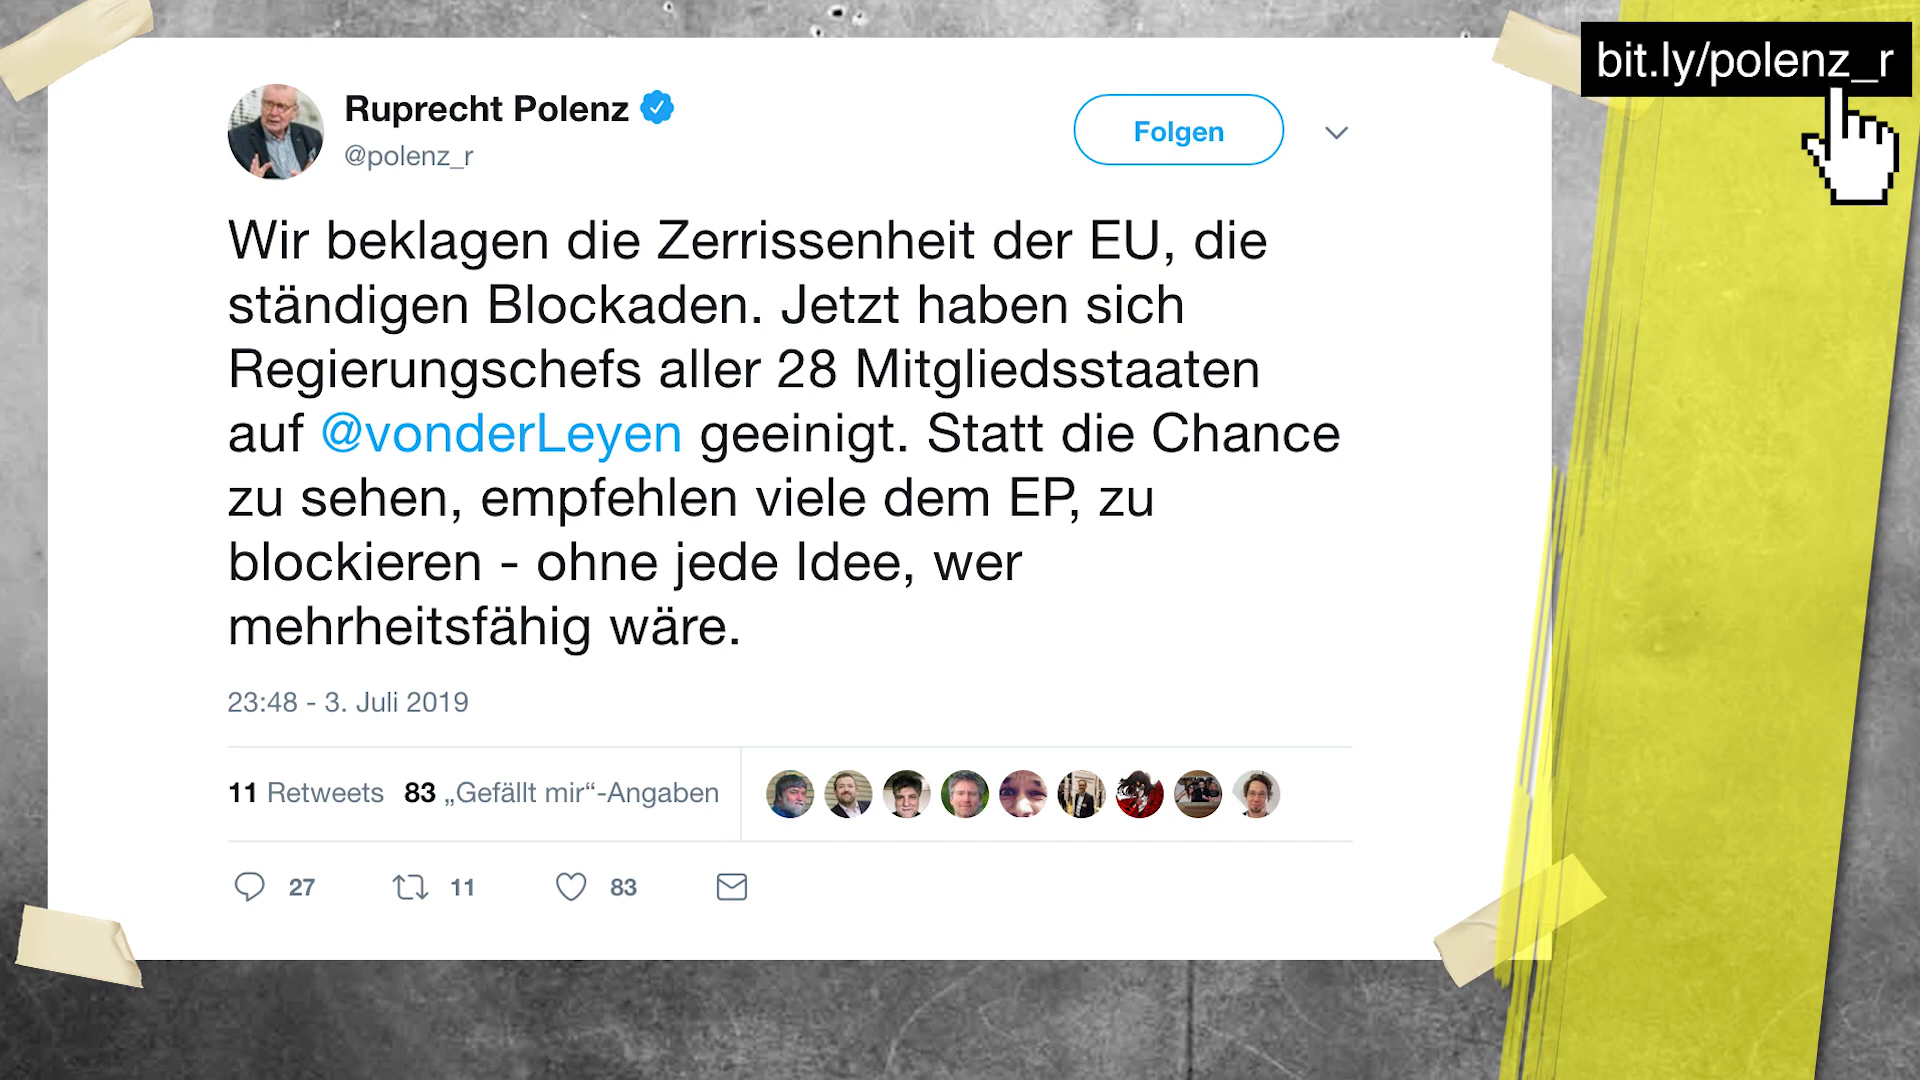 bit.ly/polenz_r
Ruprecht Polenz
@polenz_r
Folgen
Wir beklagen die Zerrissenheit der EU, die
ständigen Blockaden. Jetzt haben sich
Regierungschefs aller 28 Mitgliedsstaaten
auf @vonderLeyen geeinigt. Statt die Chance
zu sehen, empfehlen viele dem EP, zu
blockieren - ohne jede Idee, wer
mehrheitsfähig wäre.
23:48 - 3. Juli 2019
11 Retweets 83 „Gefällt mir“-Angaben
27 11 83